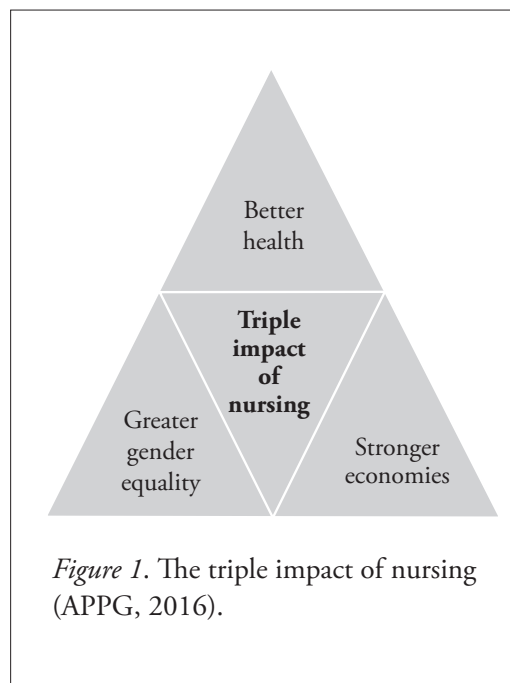 Better
health
Triple
impact
of
nursing
Greater
gender
equality
Stronger
economies
Figure 1. The triple impact of nursing
(APPG, 2016).